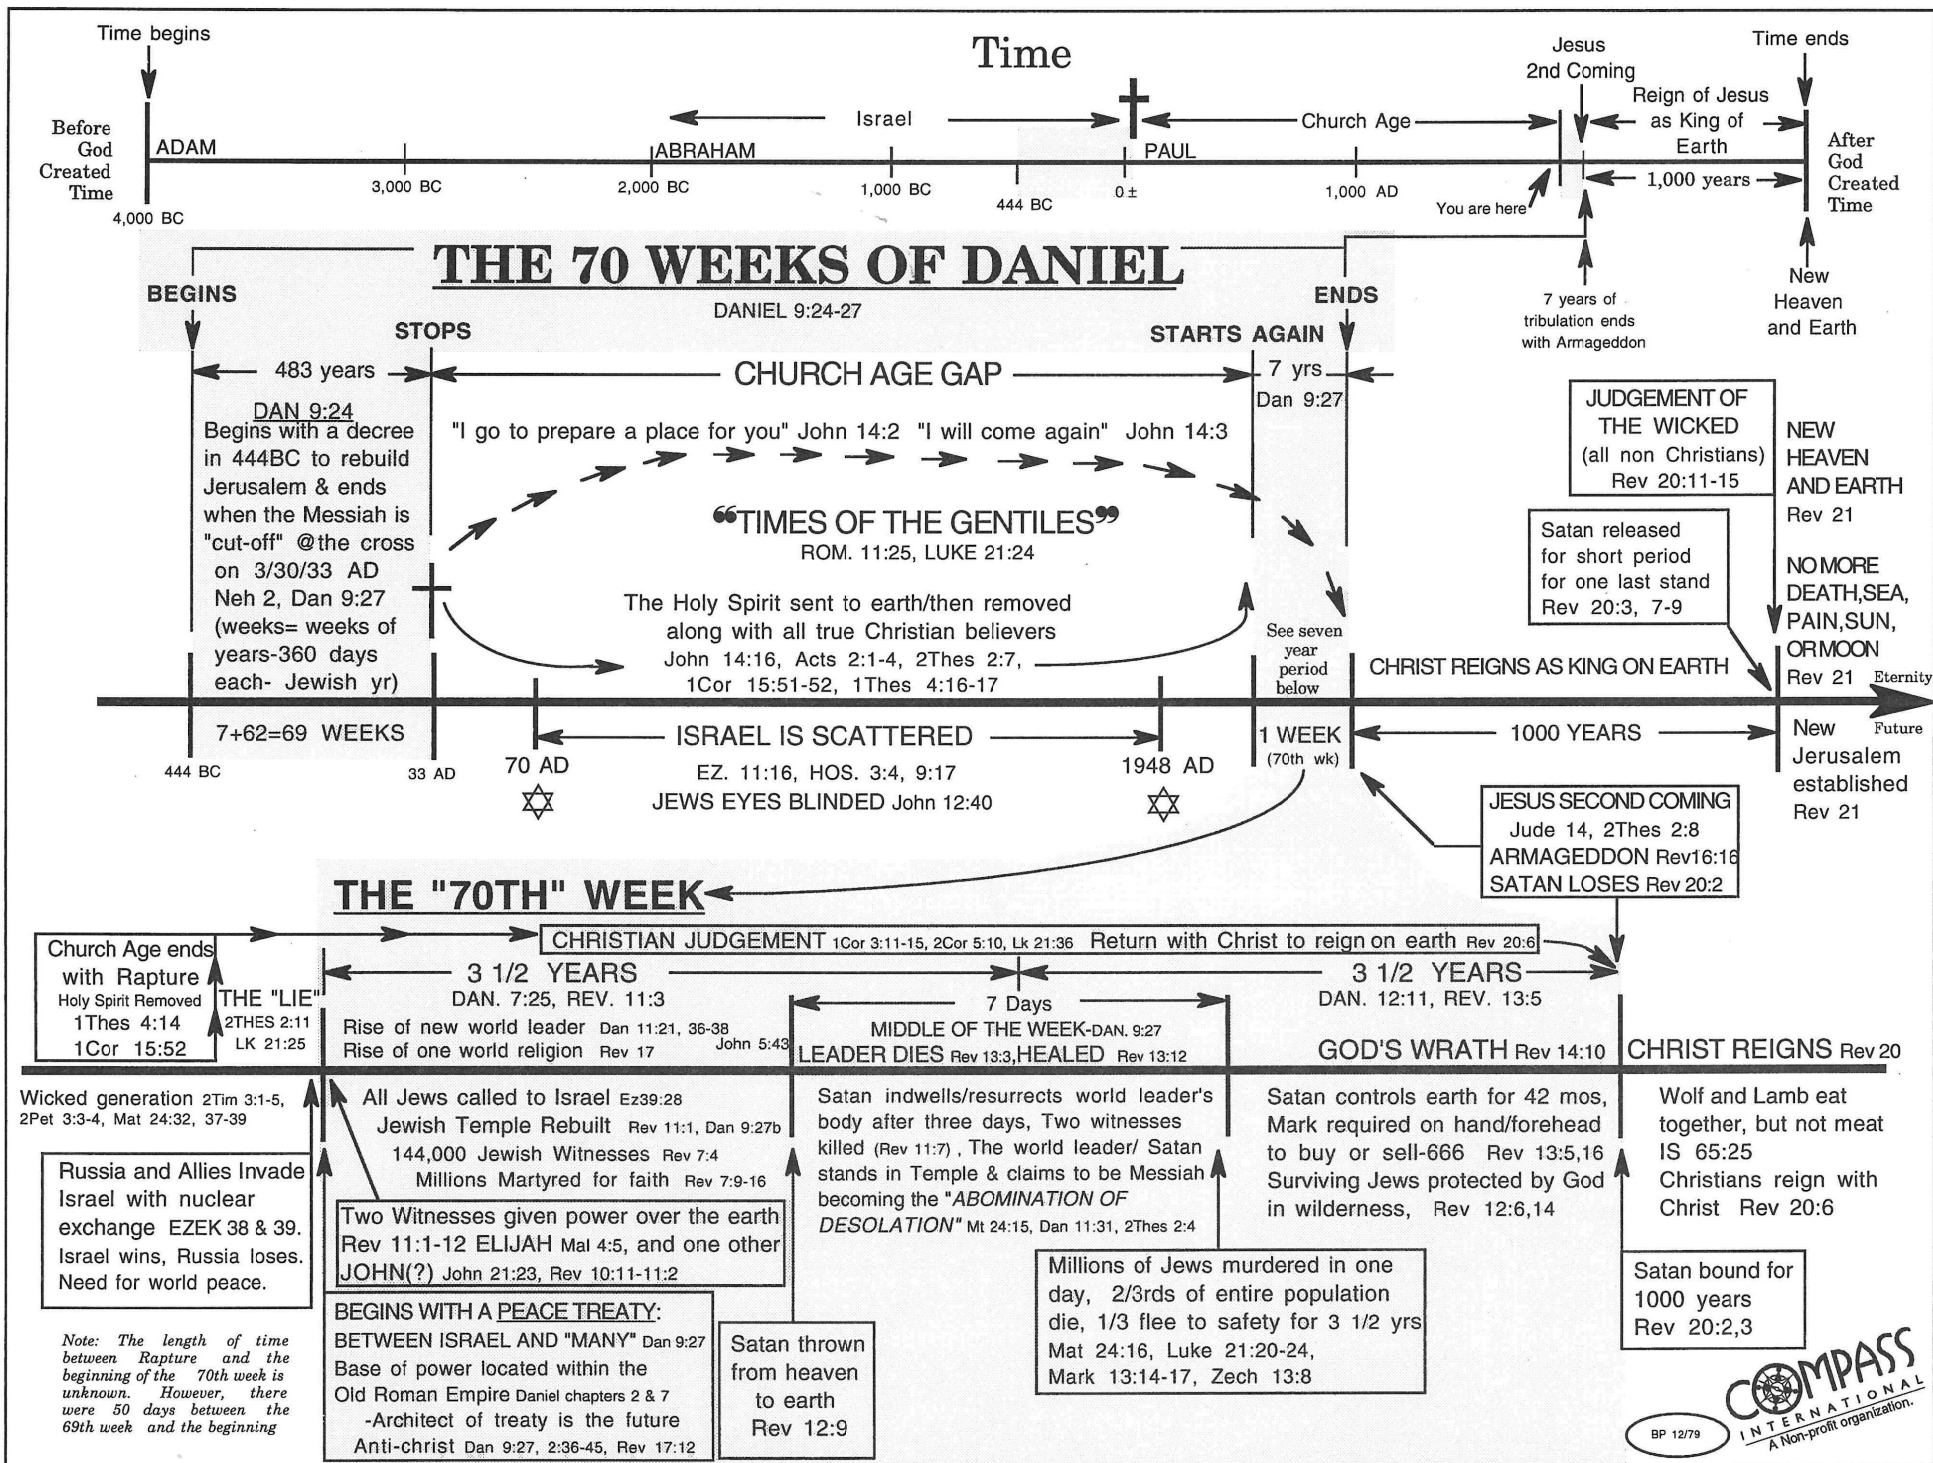 Time begins
Time
Jesus
2nd Coming
Time ends
Before
God
Created
Time
ADAM
Israel
ABRAHAM
PAUL
Church Age
Reign of Jesus
as King of
Earth
After
God
Created
Time
4,000 BC
3,000 BC
2,000 BC
1,000 BC
444 BC
0 ±
1,000 AD
You are here
1,000 years
THE 70 WEEKS OF DANIEL
DANIEL 9:24-27
BEGINS
STOPS
STARTS AGAIN
ENDS
7 years of
tribulation ends
with Armageddon
New
Heaven
and Earth
483 years
CHURCH AGE GAP
7 yrs
Dan 9:27
DAN 9:24
Begins with a decree
in 444BC to rebuild
Jerusalem & ends
when the Messiah is
"cut-off" @the cross
on 3/30/33 AD
Neh 2, Dan 9:27
(weeks= weeks of
years-360 days
each- Jewish yr)
7+62=69 WEEKS
444 BC
33 AD
"I go to prepare a place for you" John 14:2 "I will come again" John 14:3
“TIMES OF THE GENTILES”
ROM. 11:25, LUKE 21:24
The Holy Spirit sent to earth/then removed
along with all true Christian believers
John 14:16, Acts 2:1-4, 2Thes 2:7,
1Cor 15:51-52, 1Thes 4:16-17
See seven
year
period
below
ISRAEL IS SCATTERED
70 AD
1948 AD
EZ. 11:16, HOS. 3:4, 9:17
JEWS EYES BLINDED John 12:40
1 WEEK
(70th wk)
JUDGEMENT OF
THE WICKED
(all non Christians)
Rev 20:11-15
Satan released
for short period
for one last stand
Rev 20:3, 7-9
NEW
HEAVEN
AND EARTH
Rev 21
NO MORE
DEATH,SEA,
PAIN,SUN,
OR MOON
Rev 21
Eternity
Future
CHRIST REIGNS AS KING ON EARTH
1000 YEARS
New
Jerusalem
established
Rev 21
JESUS SECOND COMING
Jude 14, 2Thes 2:8
ARMAGEDDON Rev16:16
SATAN LOSES Rev 20:2
THE "70TH" WEEK
CHRISTIAN JUDGEMENT 1Cor 3:11-15, 2Cor 5:10, Lk 21:36 Return with Christ to reign on earth Rev 20:6
Church Age ends
with Rapture
Holy Spirit Removed
1Thes 4:14
1Cor 15:52
THE "LIE"
2THES 2:11
LK 21:25
3 1/2 YEARS
DAN. 7:25, REV. 11:3
Rise of new world leader Dan 11:21, 36-38
Rise of one world religion Rev 17
John 5:43
7 Days
MIDDLE OF THE WEEK-DAN. 9:27
LEADER DIES Rev 13:3,HEALED Rev 13:12
3 1/2 YEARS
DAN. 12:11, REV. 13:5
GOD'S WRATH Rev 14:10
CHRIST REIGNS Rev 20
Wicked generation 2Tim 3:1-5,
2Pet 3:3-4, Mat 24:32, 37-39
Russia and Allies Invade
Israel with nuclear
exchange EZEK 38 & 39.
Israel wins, Russia loses.
Need for world peace.
Note: The length of time
between Rapture and the
beginning of the 70th week is
unknown. However, there
were 50 days between the
69th week and the beginning
All Jews called to Israel Ez39:28
Jewish Temple Rebuilt Rev 11:1, Dan 9:27b
144,000 Jewish Witnesses Rev 7:4
Millions Martyred for faith Rev 7:9-16
Two Witnesses given power over the earth
Rev 11:1-12 ELIJAH Mal 4:5, and one other
JOHN(?) John 21:23, Rev 10:11-11:2
BEGINS WITH A PEACE TREATY:
BETWEEN ISRAEL AND "MANY" Dan 9:27
Base of power located within the
Old Roman Empire Daniel chapters 2 & 7
-Architect of treaty is the future
Anti-christ Dan 9:27, 2:36-45, Rev 17:12
Satan indwells/resurrects world leader's
body after three days, Two witnesses
killed (Rev 11:7) , The world leader/ Satan
stands in Temple & claims to be Messiah
becoming the "ABOMINATION OF
DESOLATION" Mt 24:15, Dan 11:31, 2Thes 2:4
Satan thrown
from heaven
to earth
Rev 12:9
Millions of Jews murdered in one
day, 2/3rds of entire population
die, 1/3 flee to safety for 3 1/2 yrs
Mat 24:16, Luke 21:20-24,
Mark 13:14-17, Zech 13:8
Satan controls earth for 42 mos,
Mark required on hand/forehead
to buy or sell-666 Rev 13:5,16
Surviving Jews protected by God
in wilderness, Rev 12:6,14
Wolf and Lamb eat
together, but not meat
IS 65:25
Christians reign with
Christ Rev 20:6
Satan bound for
1000 years
Rev 20:2,3
BP 12/79
COMPASS
INTERNATIONAL
A Non-profit organization.